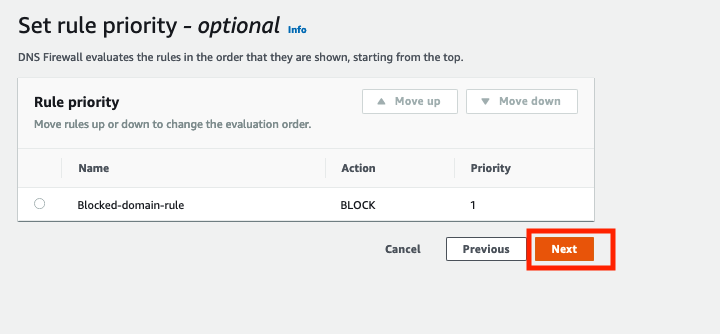 Set rule priority - optional Info
DNS Firewall evaluates the rules in the order that they are shown, starting from the top.
Rule priority
Move up
Move down
Move rules up or down to change the evaluation order.
Name Action Priority
Blocked-domain-rule BLOCK 1
Cancel Previous Next